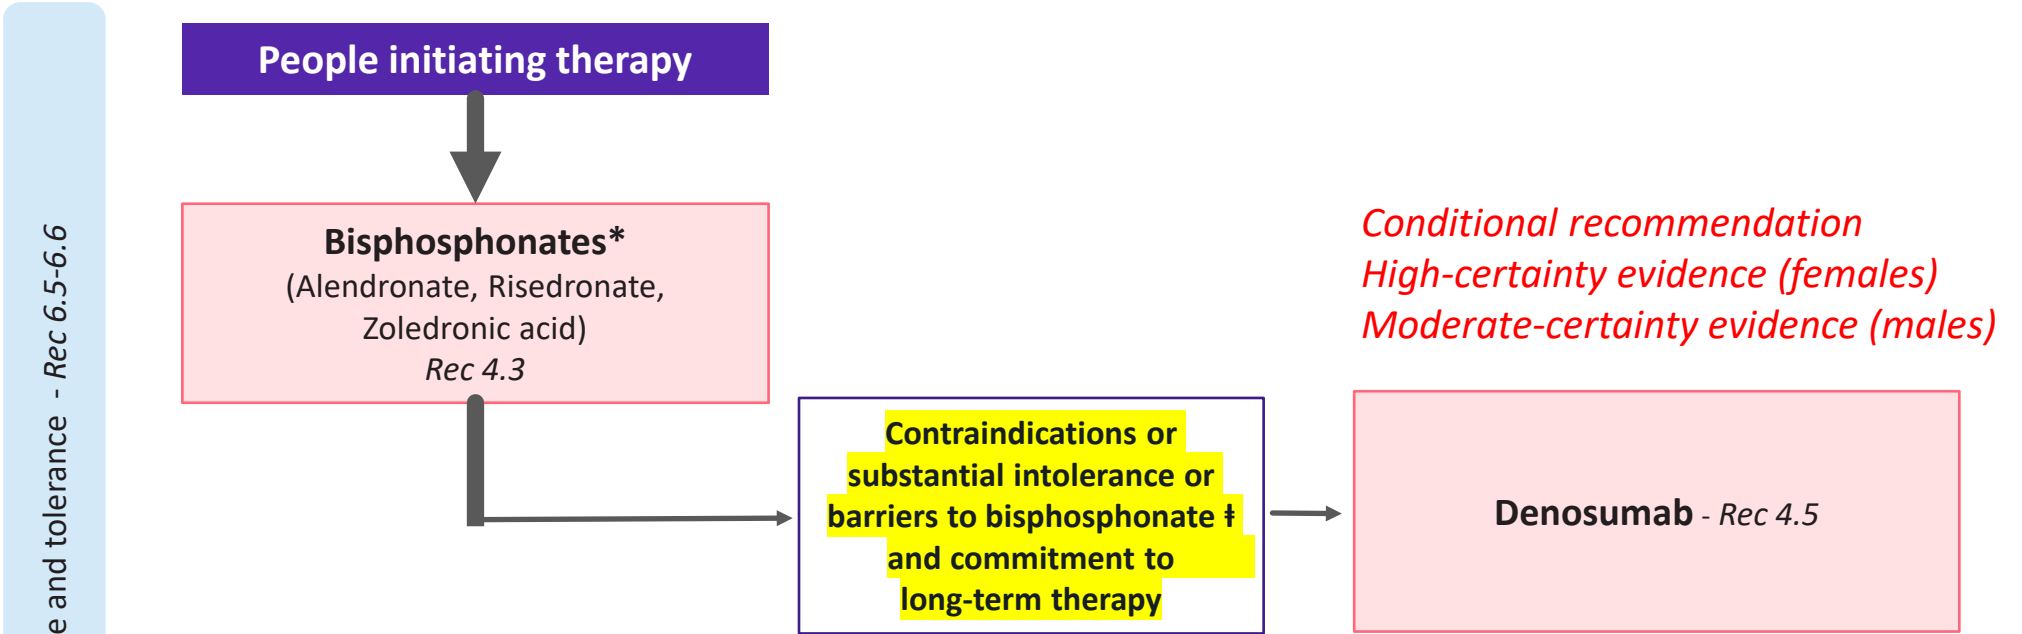 People initiating therapy
Bisphosphonates*
(Alendronate, Risedronate,
Zoledronic acid)
Rec 4.3
Contraindications or
substantial intolerance or
barriers to bisphosphonate ƚ
and commitment to
long-term therapy
Conditional recommendation
High-certainty evidence (females)
Moderate-certainty evidence (males)
Denosumab - Rec 4.5
e and tolerance - Rec 6.5-6.6